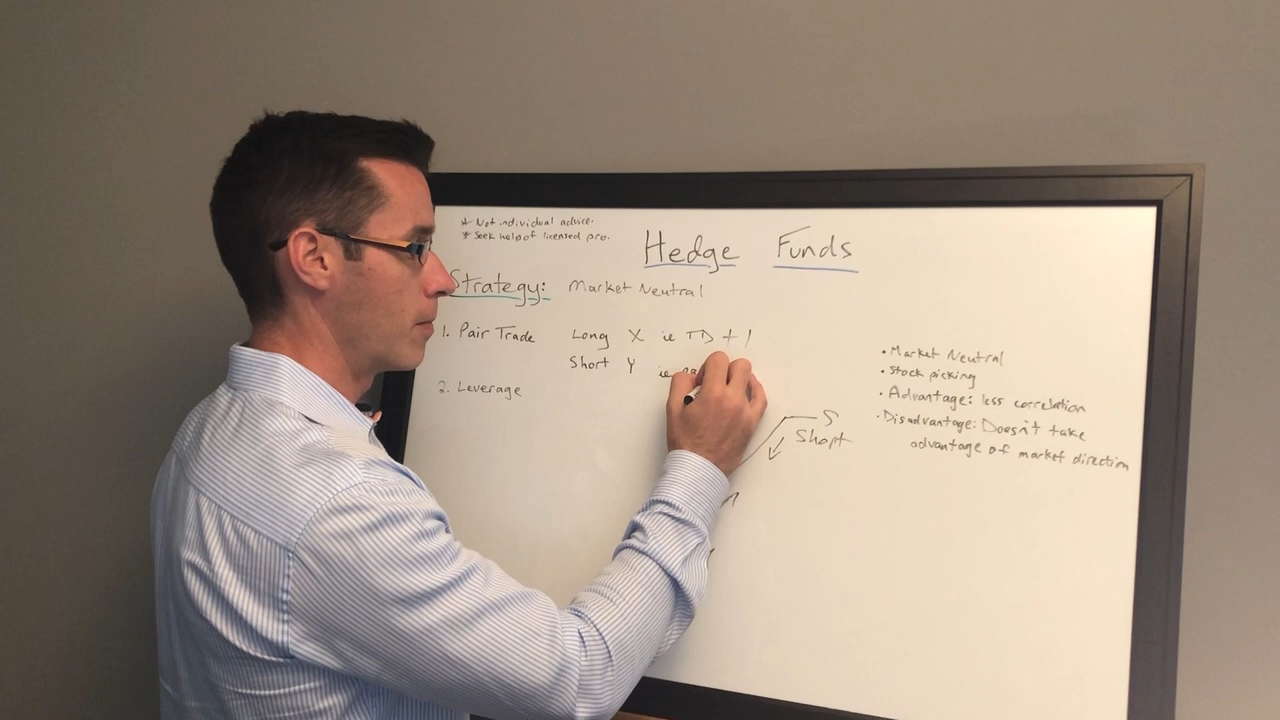 * Not individual advice.
* Seek help of licensed pro.
Hedge Funds
Strategy: Market Neutral
1. Pair Trade Long X ie TD + 1
Short Y ie
2. Leverage
S
Short
• Market Neutral
• Stock picking
• Advantage: less correlation
• Disadvantage: Doesn't take
advantage of market direction